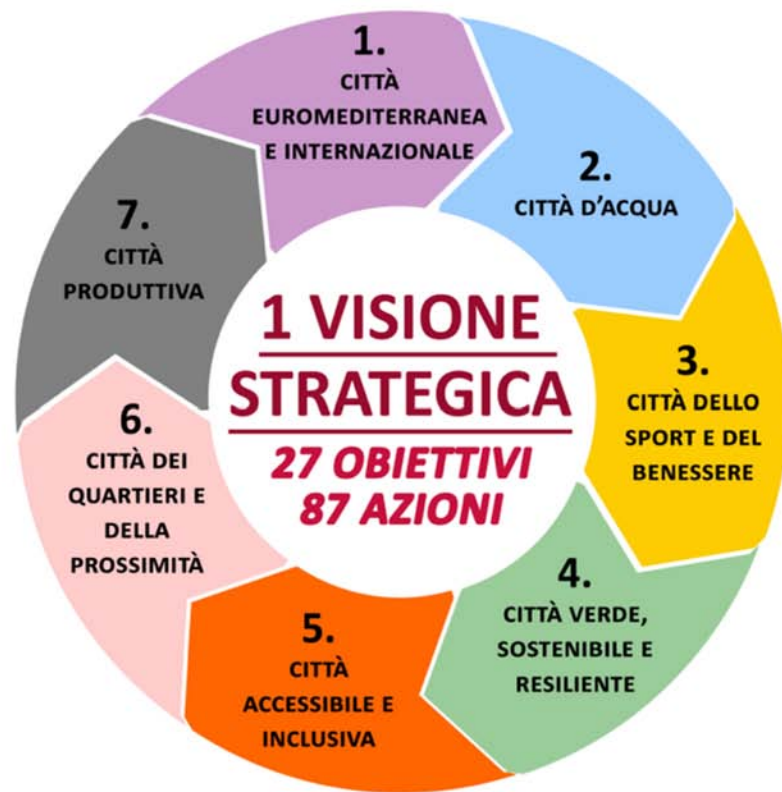 1.
CITTÀ
EUROMEDITERRANEA
E INTERNAZIONALE
2.
CITTÀ D'ACQUA
3.
CITTÀ DELLO
SPORT E DEL
BENESSERE
4.
CITTÀ VERDE,
SOSTENIBILE E
RESILIENTE
5.
CITTÀ
ACCESSIBILE E
INCLUSIVA
6.
CITTÀ DEI
QUARTIERI E
DELLA
PROSSIMITÀ
7.
CITTÀ
PRODUTTIVA
1 VISIONE
STRATEGICA
27 OBIETTIVI
87 AZIONI